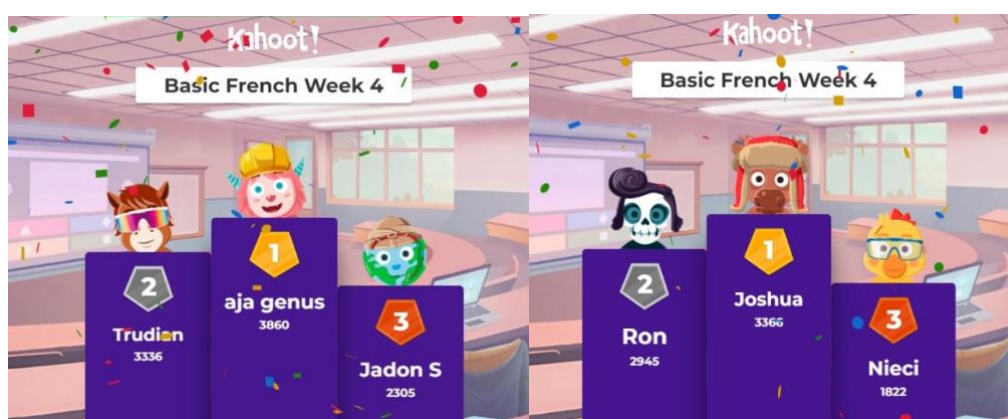 Kahoot!
Basic French Week 4
1
aja genus
3860
2
Trudian
3336
3
Jadon S
2305
Kahoot!
Basic French Week 4
1
Joshua
3366
2
Ron
2945
3
Nieci
1822